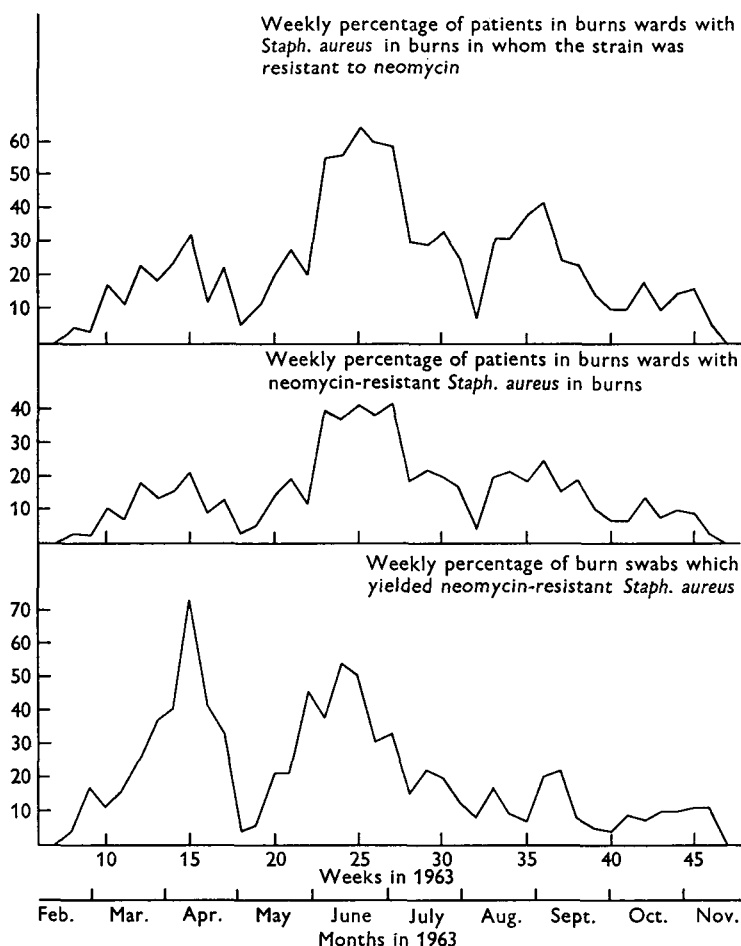 Weekly percentage of patients in burns wards with
Staph. aureus in burns in whom the strain was
resistant to neomycin
60
50
40
30
20
10
Weekly percentage of patients in burns wards with
neomycin-resistant Staph. aureus in burns
40
30
20
10
Weekly percentage of burn swabs which
yielded neomycin-resistant Staph. aureus
70
60
50
40
30
20
10
10 15 20 25 30 35 40 45
Weeks in 1963
Feb. Mar. Apr. May June July Aug. Sept. Oct. Nov.
Months in 1963